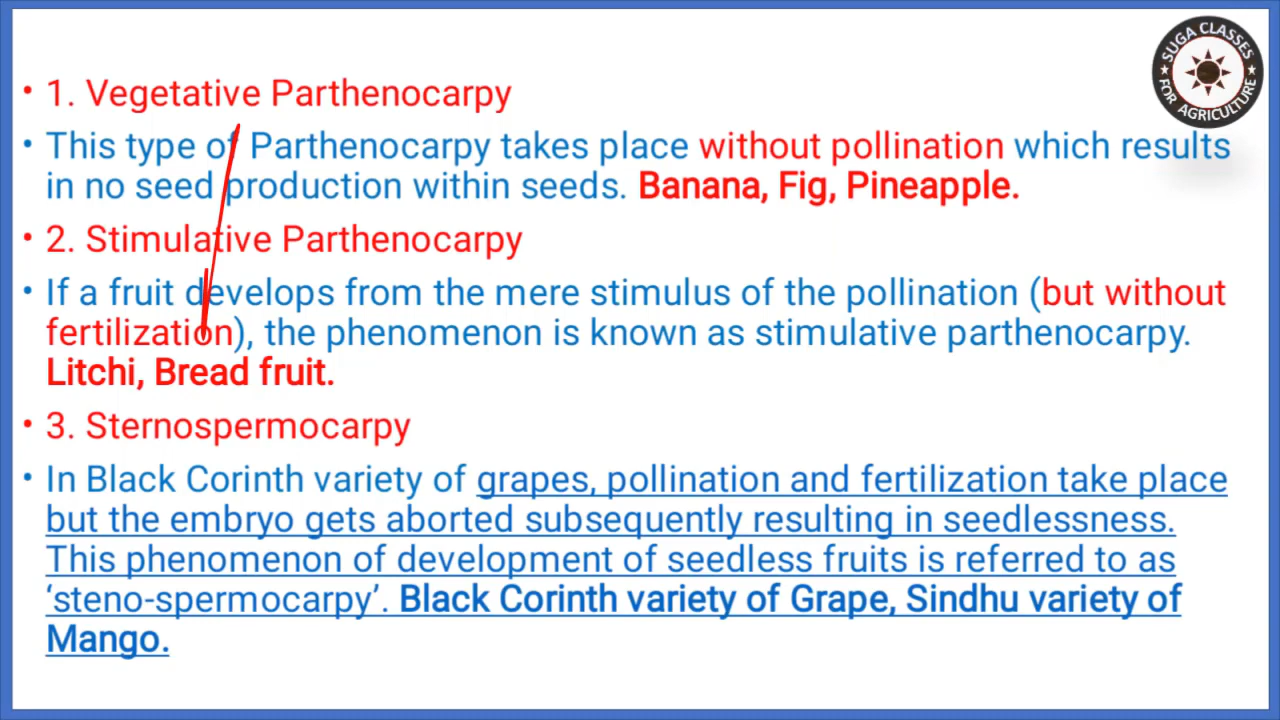 SUGA CLASSES
FOR AGRICULTURE
• 1. Vegetative Parthenocarpy
• This type of Parthenocarpy takes place without pollination which results
in no seed production within seeds. Banana, Fig, Pineapple.
• 2. Stimulative Parthenocarpy
• If a fruit develops from the mere stimulus of the pollination (but without
fertilization), the phenomenon is known as stimulative parthenocarpy.
Litchi, Bread fruit.
• 3. Sternospermocarpy
• In Black Corinth variety of grapes, pollination and fertilization take place
but the embryo gets aborted subsequently resulting in seedlessness.
This phenomenon of development of seedless fruits is referred to as
‘steno-spermocarpy’. Black Corinth variety of Grape, Sindhu variety of
Mango.